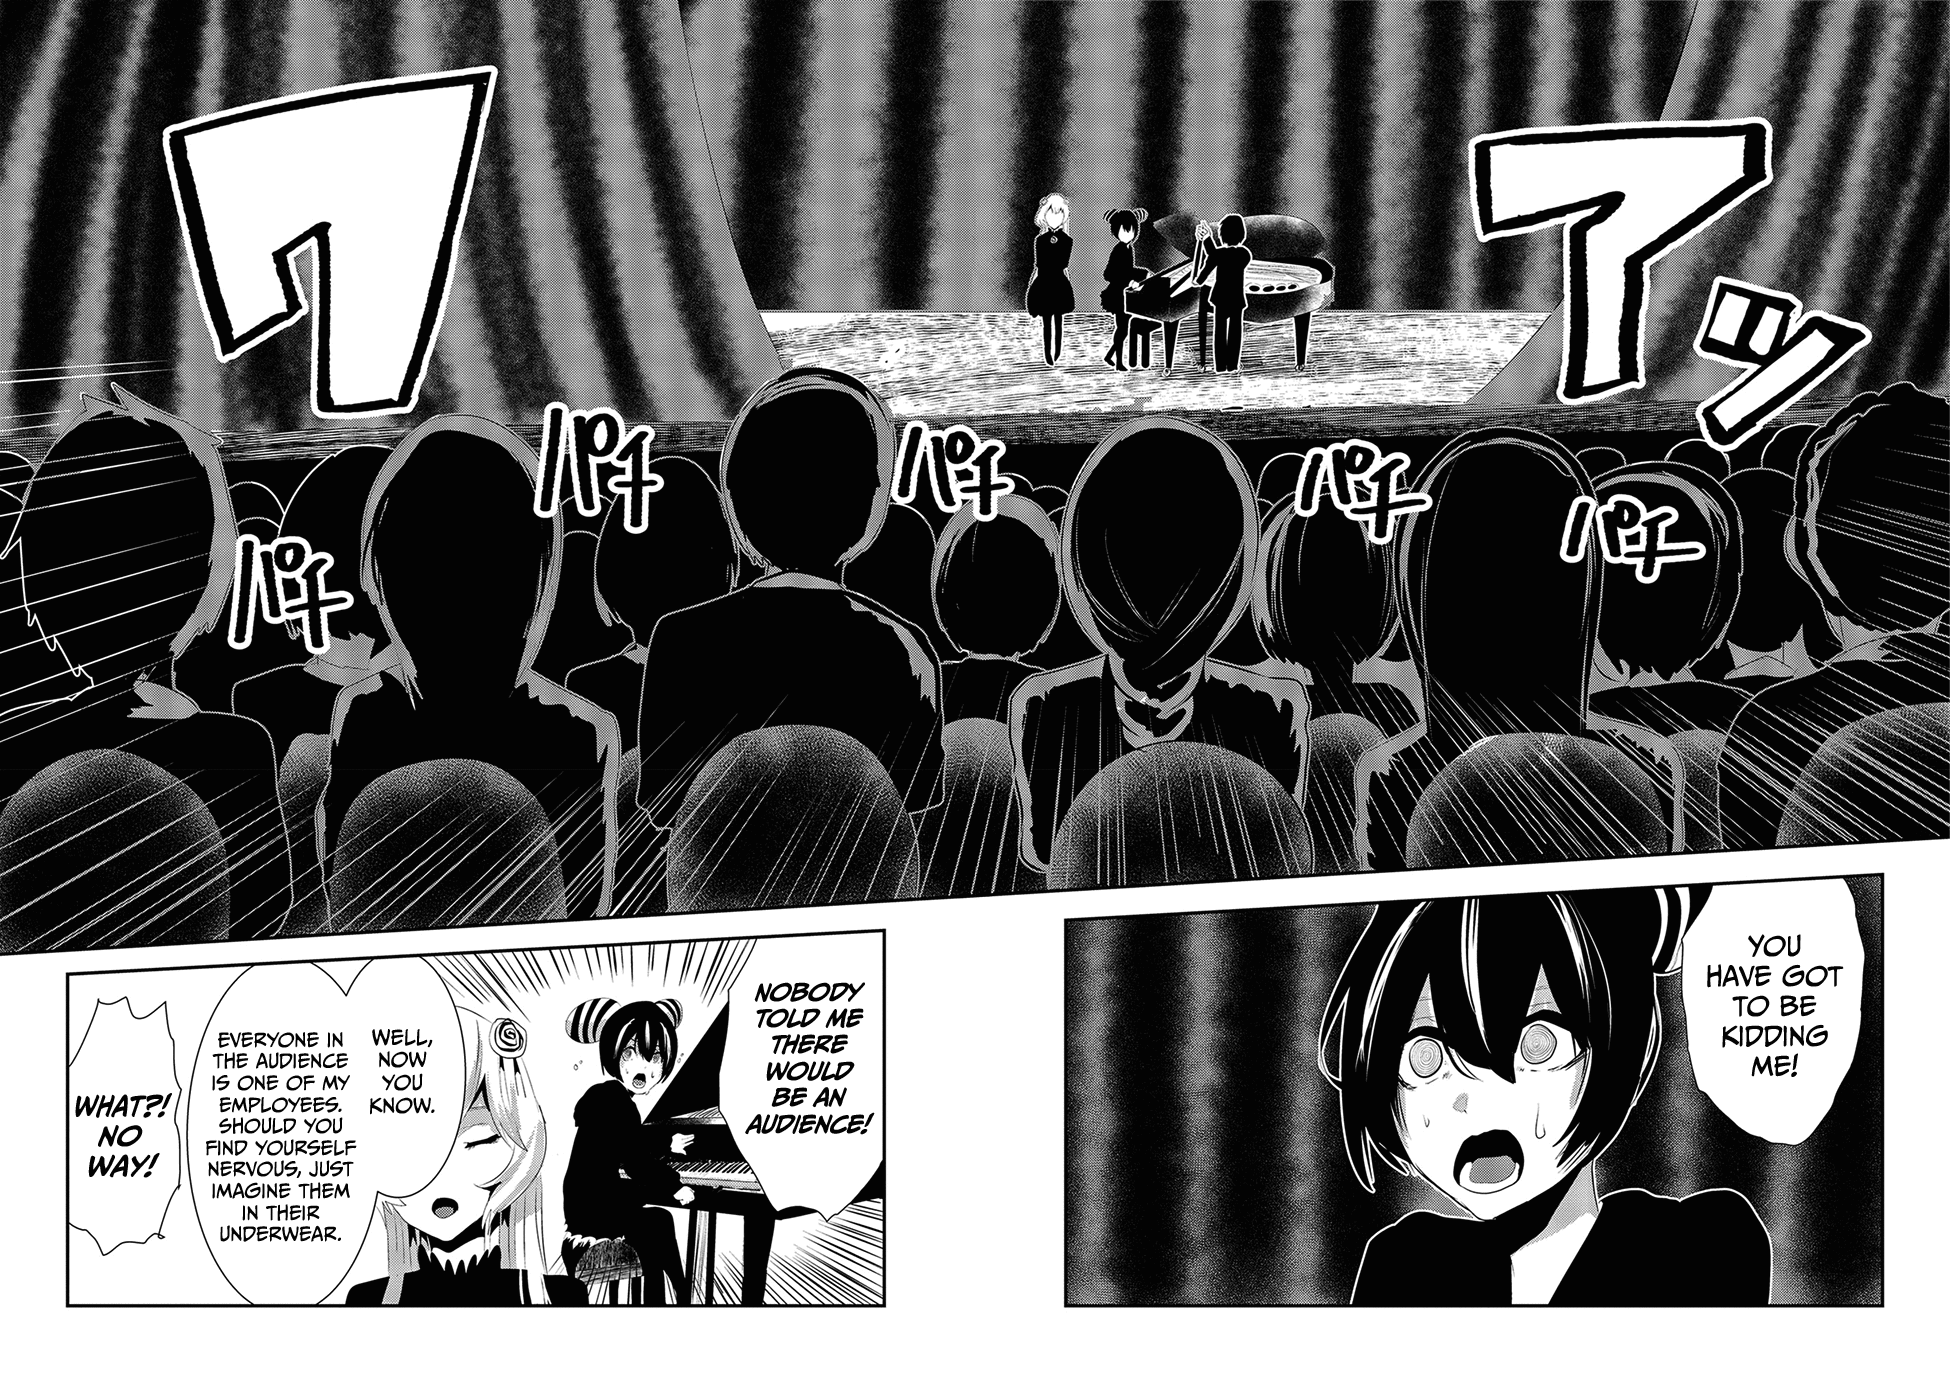 ワアッ
パチ
パチ
パチ
パチ
パチ
YOU
HAVE GOT
TO BE
KIDDING
ME!
NOBODY
TOLD ME
THERE
WOULD
BE AN
AUDIENCE!
WELL,
NOW
YOU
KNOW.
EVERYONE IN
THE AUDIENCE
IS ONE OF MY
EMPLOYEES.
SHOULD YOU
FIND YOURSELF
NERVOUS, JUST
IMAGINE THEM
IN THEIR
UNDERWEAR.
WHAT?!
NO
WAY!